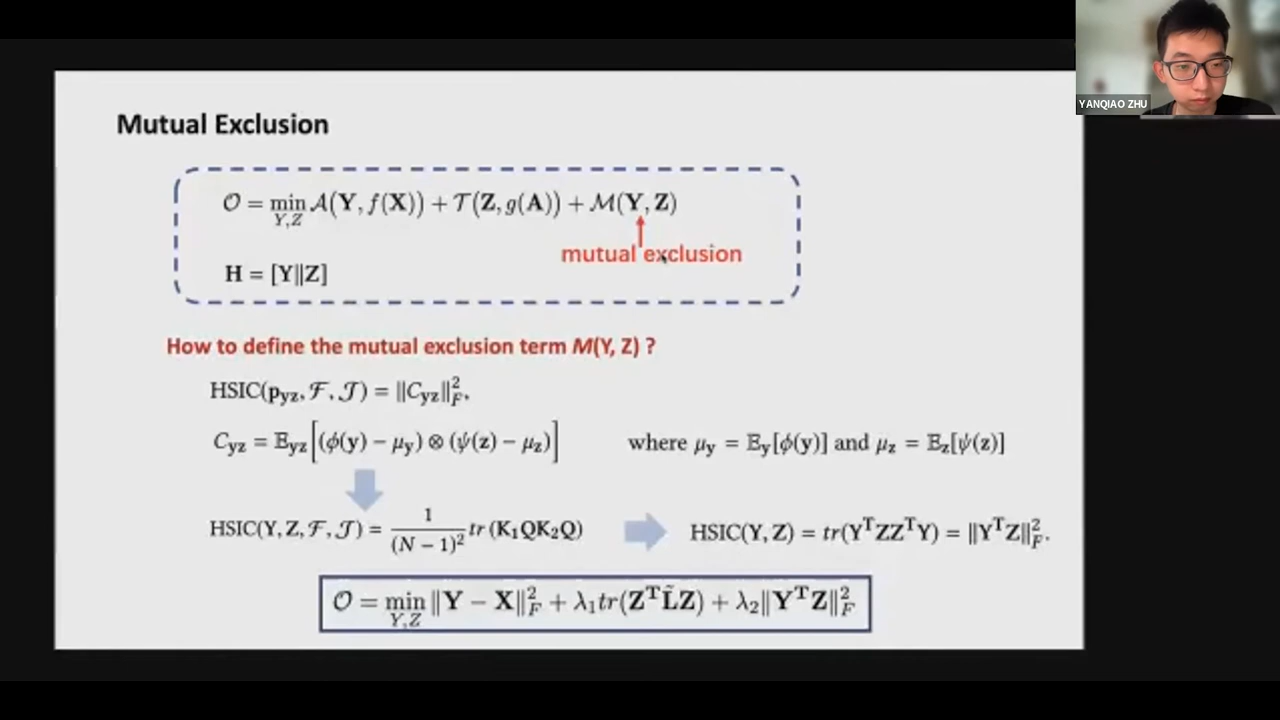 YANQIAO ZHU
Mutual Exclusion
𝒪 = min_{Y,Z} 𝒜(Y, f(X)) + 𝒯(Z, g(A)) + ℳ(Y, Z)
mutual exclusion
H = [Y||Z]
How to define the mutual exclusion term M(Y, Z) ?
HSIC(p_yz, ℱ, 𝒥) = ||C_yz||²_F,
C_yz = 𝔼_yz[(ϕ(y) − μ_y) ⊗ (ψ(z) − μ_z)] where μ_y = 𝔼_y[ϕ(y)] and μ_z = 𝔼_z[ψ(z)]
HSIC(Y, Z, ℱ, 𝒥) = 1/(N − 1)² tr(K₁QK₂Q) HSIC(Y, Z) = tr(YᵀZZᵀY) = ||YᵀZ||²_F.
𝒪 = min_{Y,Z} ||Y − X||²_F + λ₁tr(ZᵀL̃Z) + λ₂||YᵀZ||²_F